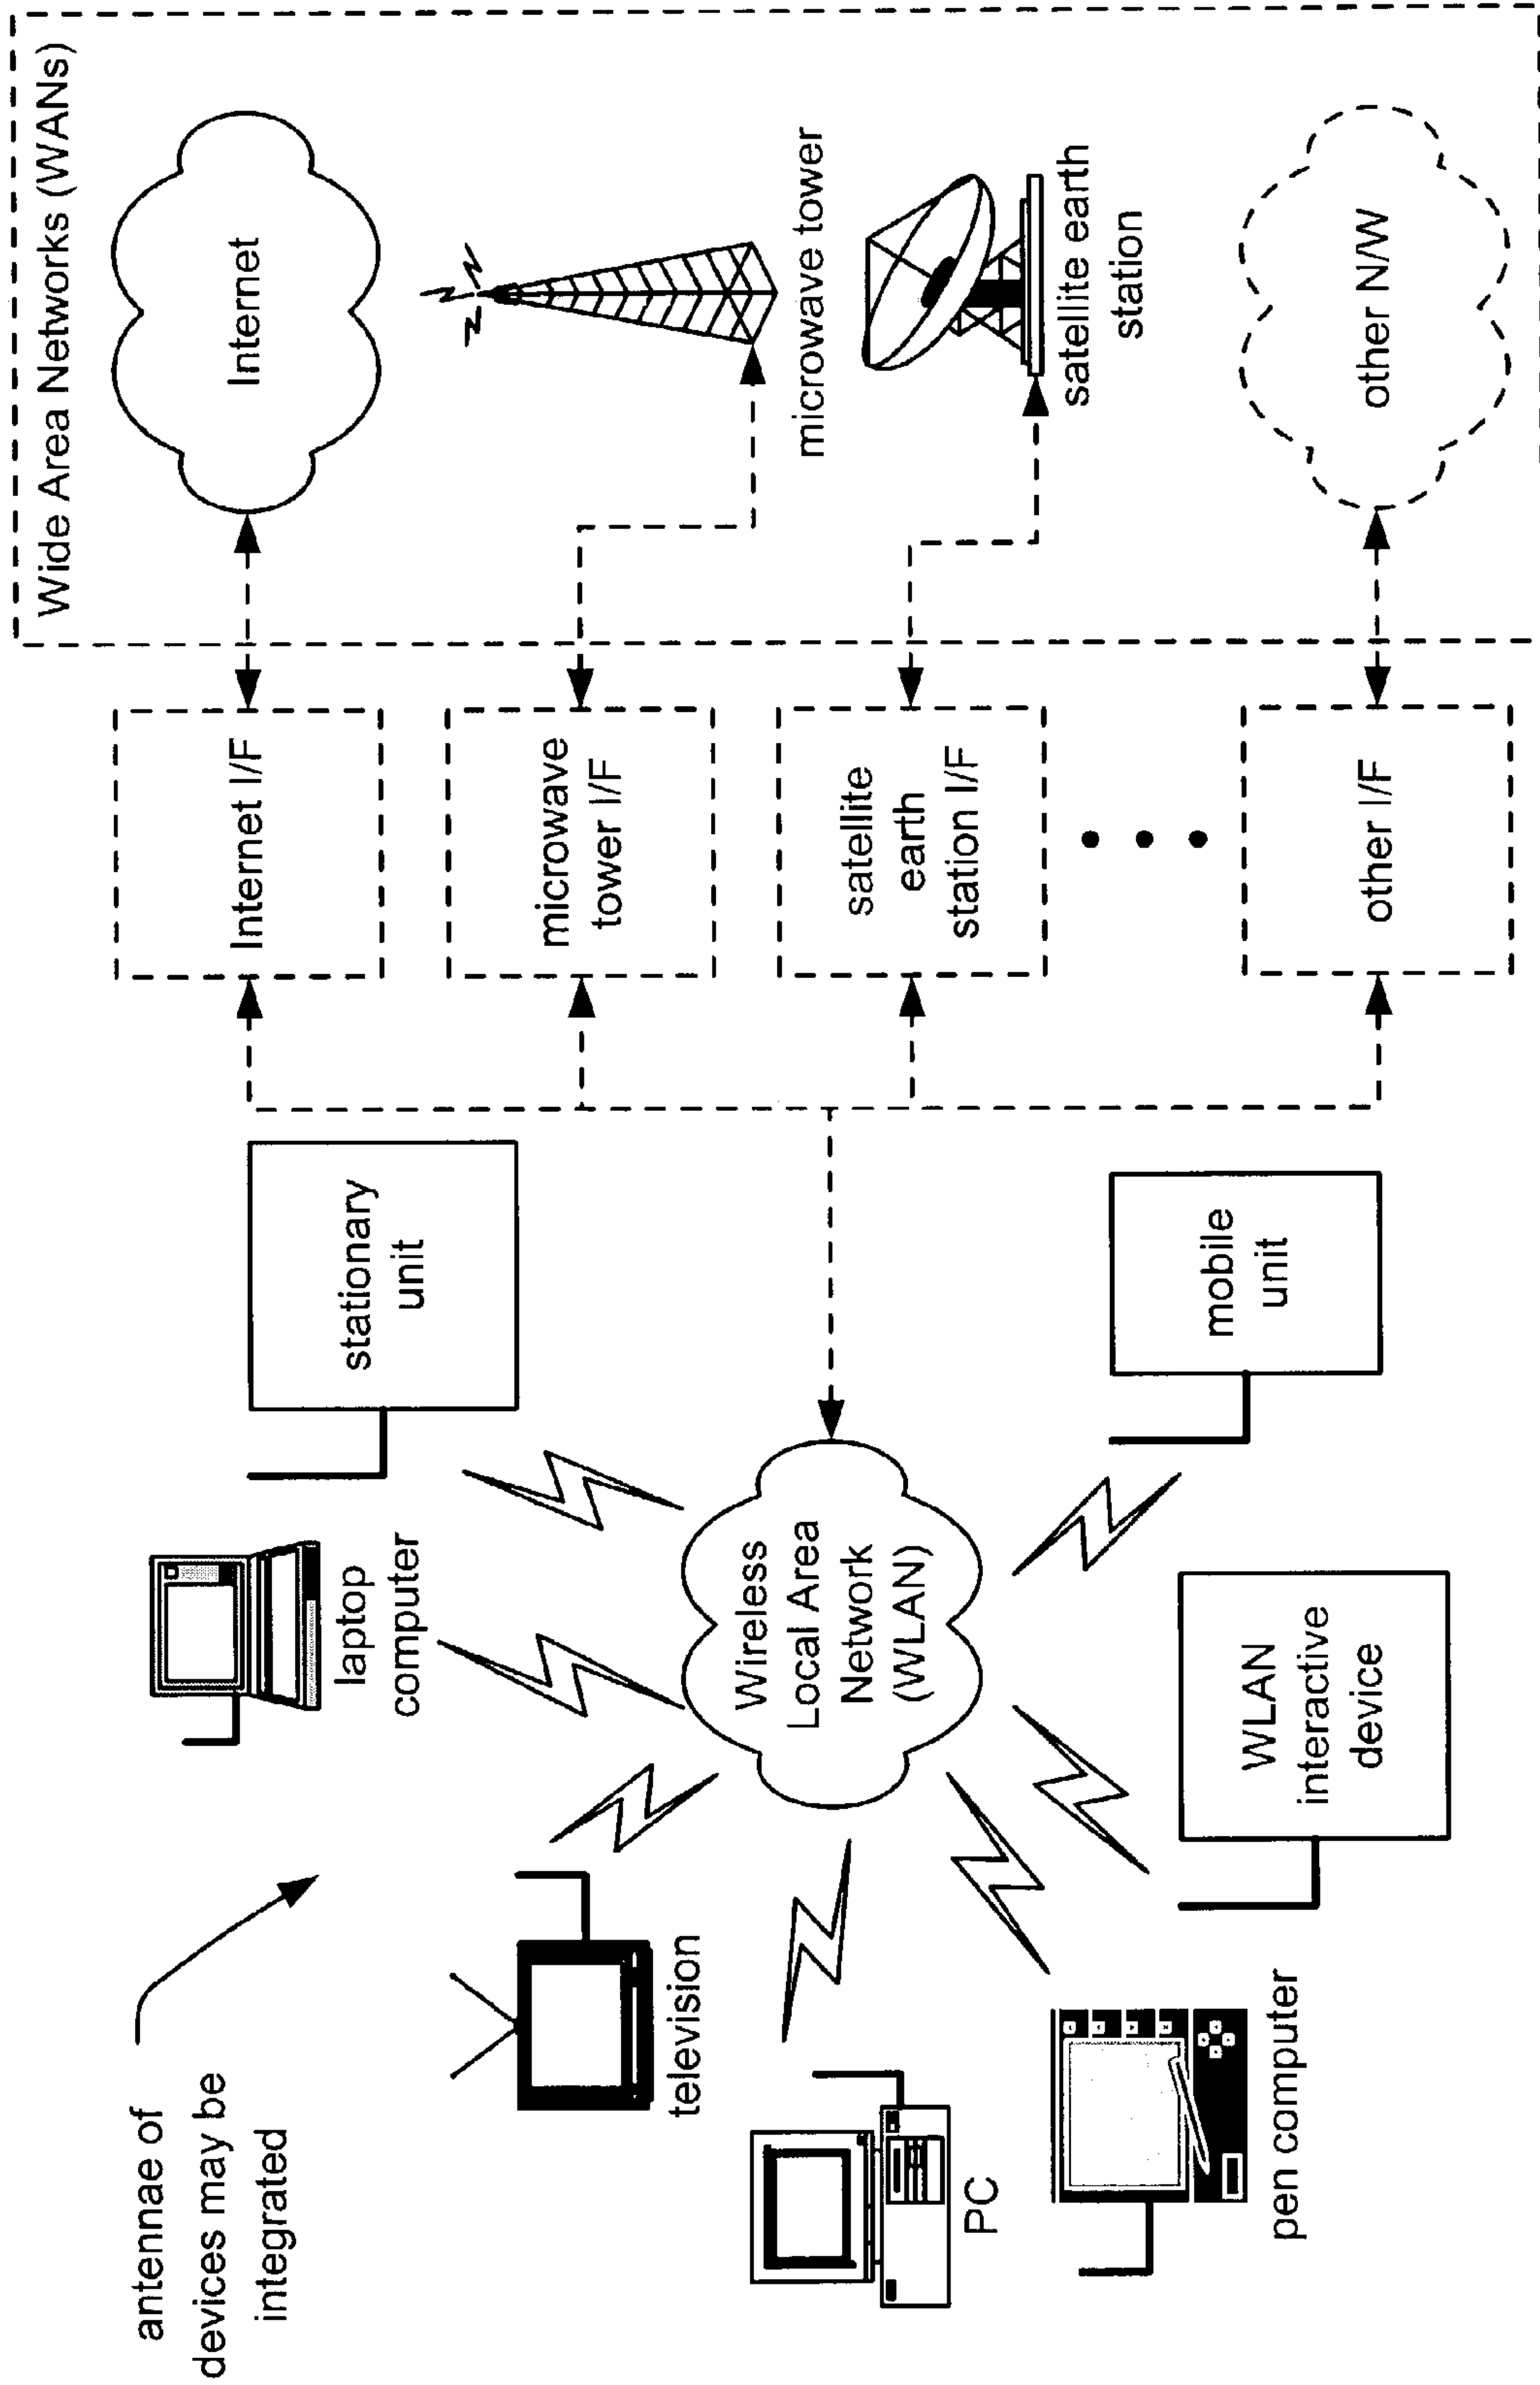 antennae of
devices may be
integrated
television
PC
pen computer
laptop
computer
stationary
unit
Wireless
Local Area
Network
(WLAN)
WLAN
interactive
device
mobile
unit
Internet I/F
microwave
tower I/F
satellite
earth
station I/F
other I/F
Wide Area Networks (WANs)
Internet
microwave tower
satellite earth
station
other N/W